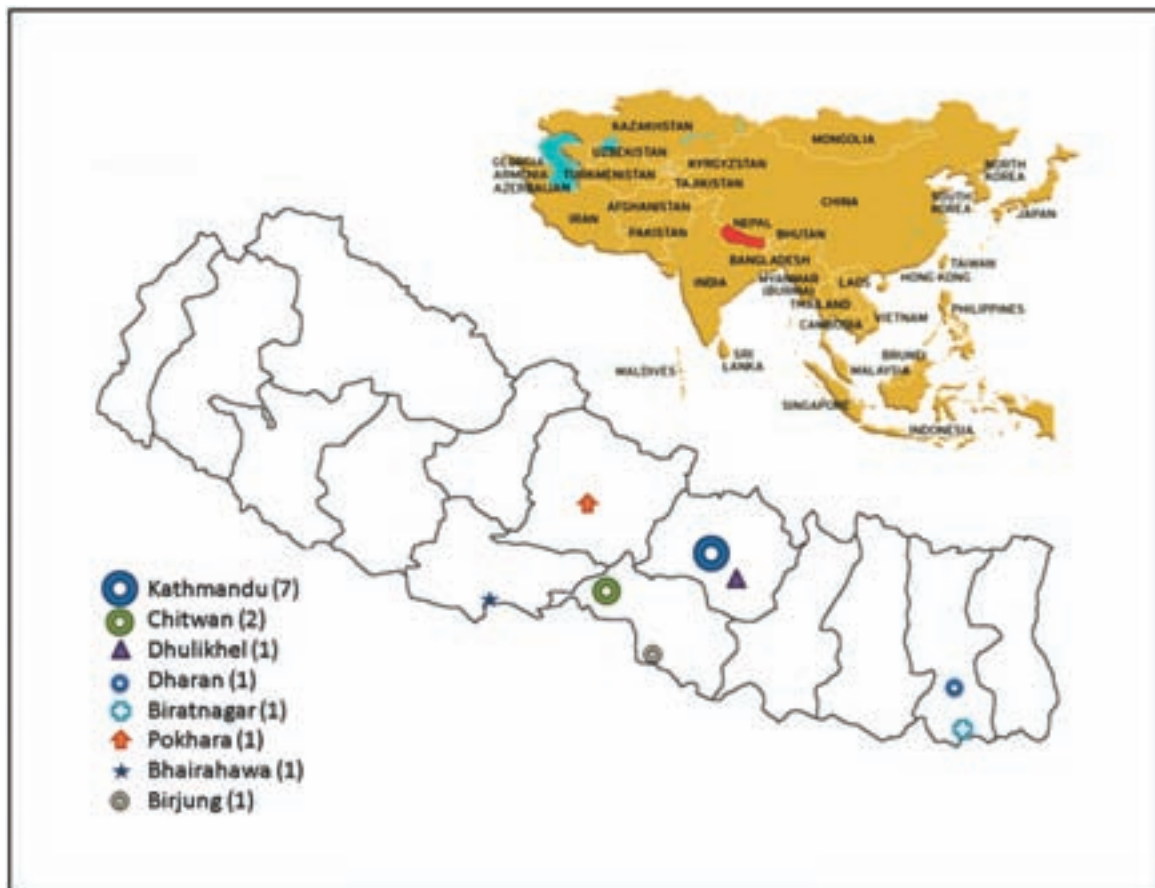 KAZAKHSTAN
MONGOLIA
UZBEKISTAN
GEORGIA
KYRGYZSTAN
NORTH
KOREA
ARMENIA
TURKMENISTAN
TAJIKISTAN
AZERBAIJAN
SOUTH
KOREA
CHINA
JAPAN
AFGHANISTAN
IRAN
NEPAL
PAKISTAN
BHUTAN
BANGLADESH
TAIWAN
INDIA
MYANMAR
(BURMA)
LAOS
HONG KONG
THAILAND
PHILIPPINES
CAMBODIA
VIETNAM
SRI
LANKA
BRUNEI
MALDIVES
MALAYSIA
SINGAPORE
INDONESIA
Kathmandu (7)
Chitwan (2)
Dhulikhel (1)
Dharan (1)
Biratnagar (1)
Pokhara (1)
Bhairahawa (1)
Birjung (1)